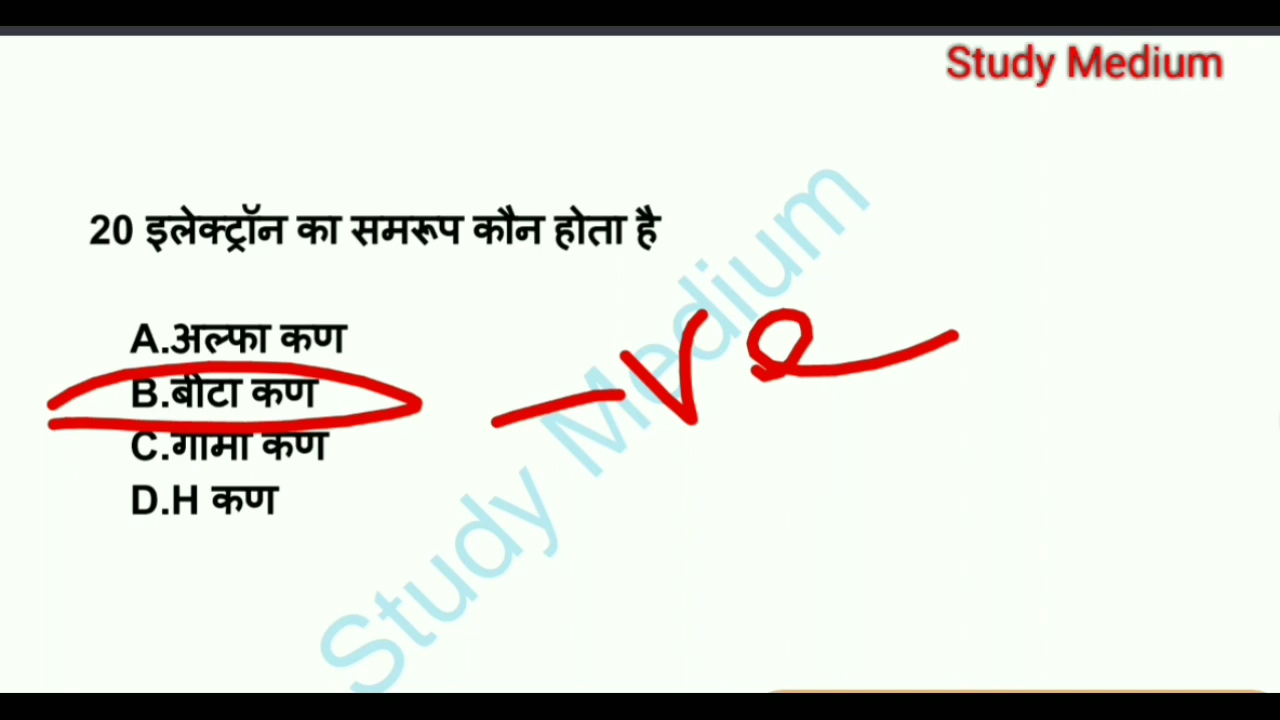 Study Medium
20 इलेक्ट्रॉन का समरूप कौन होता है
A.अल्फा कण
B.बीटा कण
-ve
C.गामा कण
D.H कण
Study Medium